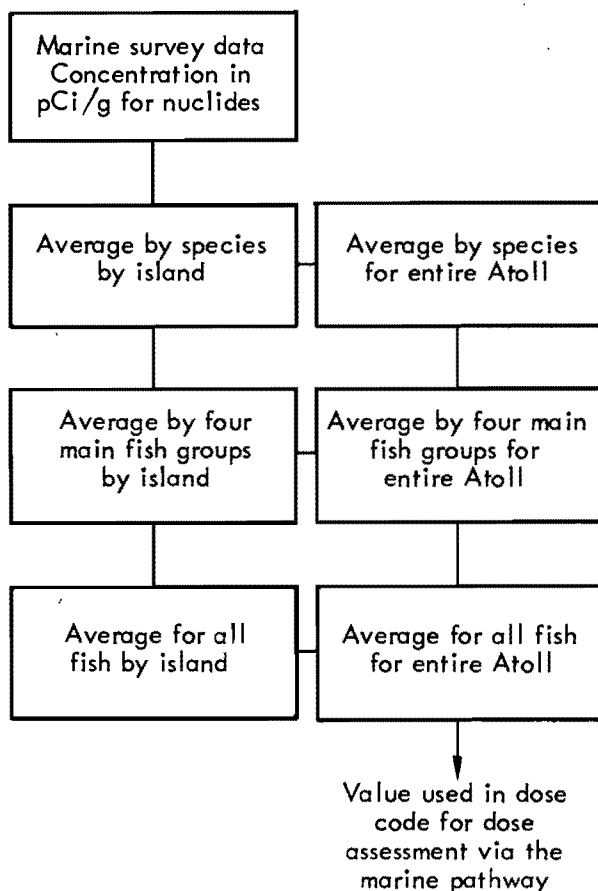 Marine survey data
Concentration in
pCi/g for nuclides
Average by species
by island
Average by species
for entire Atoll
Average by four
main fish groups
by island
Average by four main
fish groups for
entire Atoll
Average for all
fish by island
Average for all fish
for entire Atoll
Value used in dose
code for dose
assessment via the
marine pathway